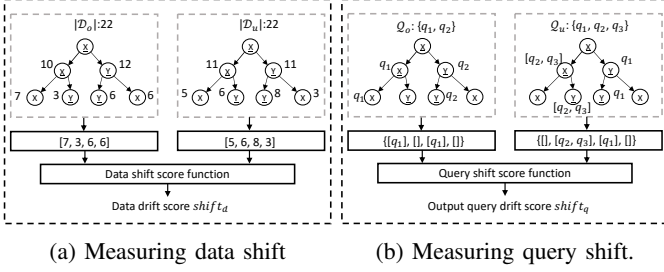 |𝒟ₒ|:22
X
10 X Y 12
7 X 3 Y Y 6 X 6
[7, 3, 6, 6]
|𝒟ᵤ|:22
X
11 X Y 11
5 X 6 Y Y 8 X 3
[5, 6, 8, 3]
Data shift score function
Data drift score 𝑠ℎ𝑖𝑓𝑡_d
(a) Measuring data shift
𝒬ₒ: {q₁, q₂}
X
q₁ X Y q₂
q₁ X Y Y q₂ X
{[q₁], [], [q₁], []}
𝒬ᵤ: {q₁, q₂, q₃}
X
[q₂, q₃] X Y q₁
X Y Y q₁ X
[q₂, q₃]
{[], [q₂, q₃], [q₁], []}
Query shift score function
Output query drift score 𝑠ℎ𝑖𝑓𝑡_q
(b) Measuring query shift.